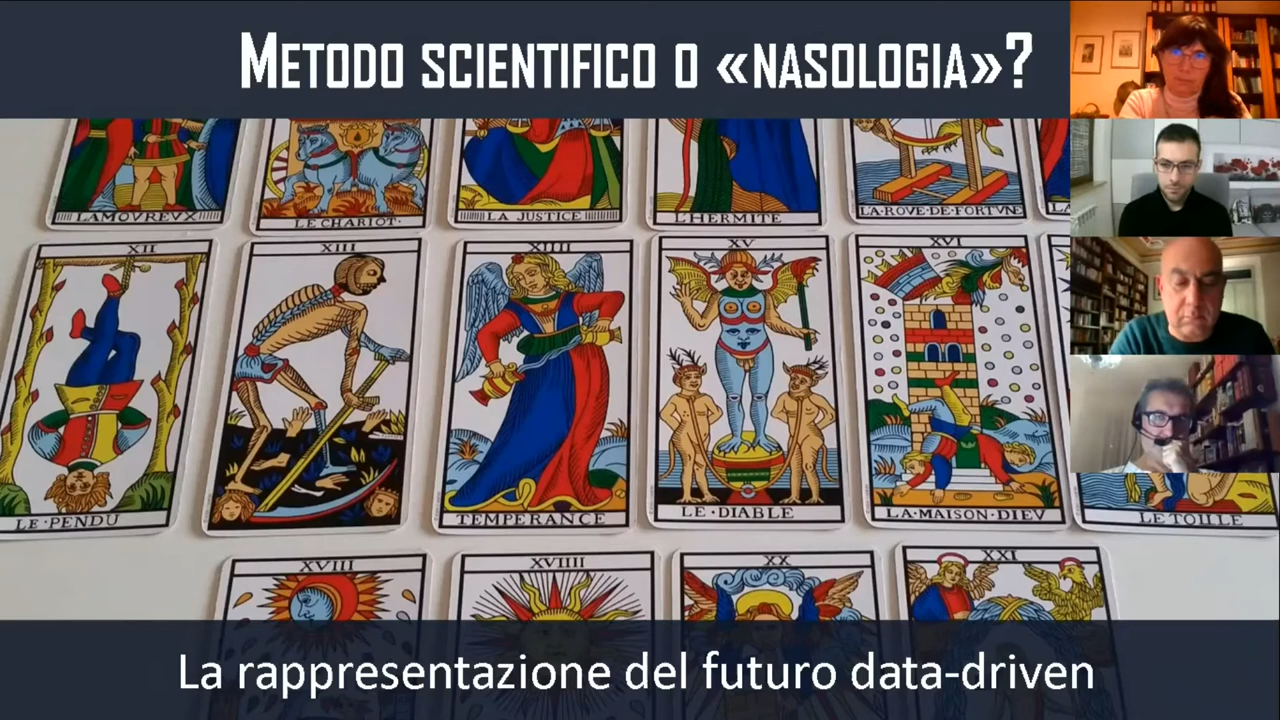 METODO SCIENTIFICO O «NASOLOGIA»?
LAMOVREVX
LE CHARIOT·
LA JUSTICE
L'HERMITE
LA·ROVE·DE·FORTVNE
XII
XIII
XIIII
XV
XVI
LE·PENDU
TEMPERANCE
LE·DIABLE
LA·MAISON·DIEV
LE TOILLE
XVIII
XVIIII
XX
XXI
La rappresentazione del futuro data-driven